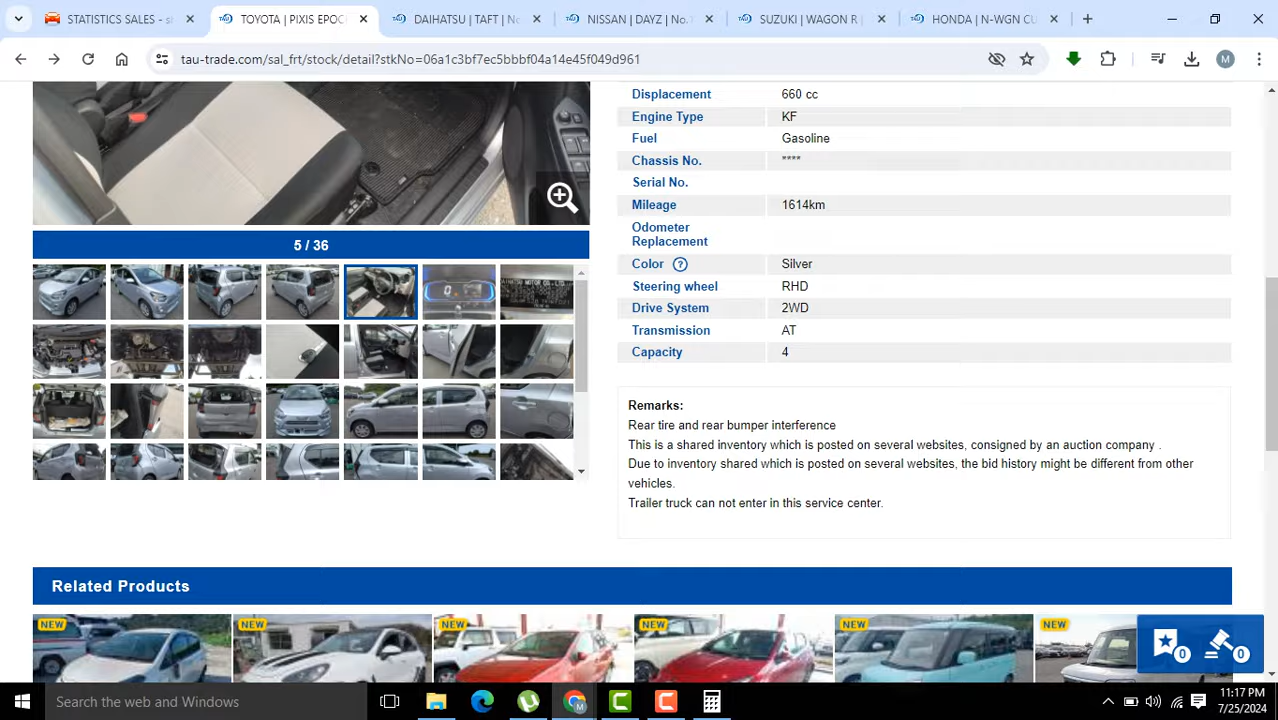 STATISTICS SALES - s
TOYOTA | PIXIS EPOC
DAIHATSU | TAFT | No
NISSAN | DAYZ | No.
SUZUKI | WAGON R |
HONDA | N-WGN CU
tau-trade.com/sal_frt/stock/detail?stkNo=06a1c3bf7ec5bbbf04a14e45f049d961
M
Displacement 660 cc
Engine Type KF
Fuel Gasoline
Chassis No. ****
Serial No.
Mileage 1614km
Odometer
Replacement
Color ? Silver
Steering wheel RHD
Drive System 2WD
Transmission AT
Capacity 4
5 / 36
Remarks:
Rear tire and rear bumper interference
This is a shared inventory which is posted on several websites, consigned by an auction company .
Due to inventory shared which is posted on several websites, the bid history might be different from other
vehicles.
Trailer truck can not enter in this service center.
Related Products
NEW NEW NEW NEW NEW NEW
0 0
Search the web and Windows
11:17 PM
7/25/2024